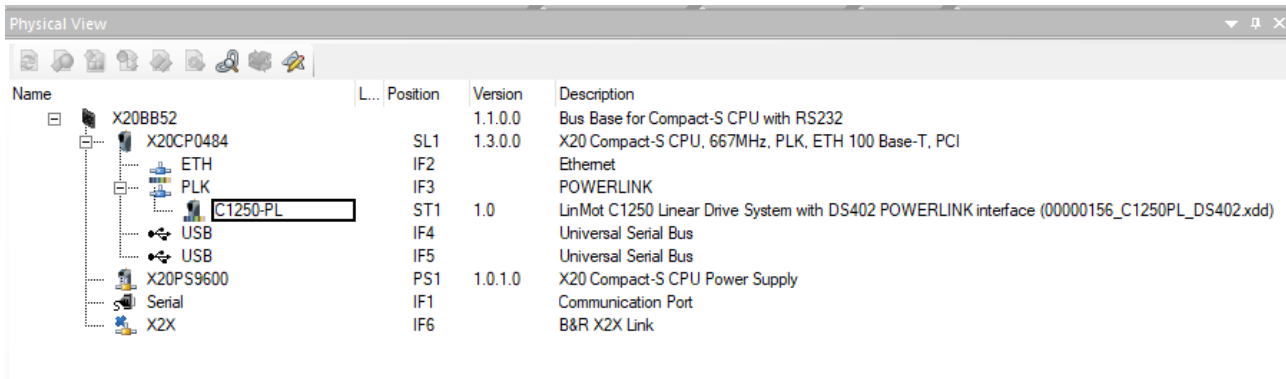 Physical View
Name L... Position Version Description
X20BB52 1.1.0.0 Bus Base for Compact-S CPU with RS232
X20CP0484 SL1 1.3.0.0 X20 Compact-S CPU, 667MHz, PLK, ETH 100 Base-T, PCI
ETH IF2 Ethernet
PLK IF3 POWERLINK
C1250-PL ST1 1.0 LinMot C1250 Linear Drive System with DS402 POWERLINK interface (00000156_C1250PL_DS402.xdd)
USB IF4 Universal Serial Bus
USB IF5 Universal Serial Bus
X20PS9600 PS1 1.0.1.0 X20 Compact-S CPU Power Supply
Serial IF1 Communication Port
X2X IF6 B&R X2X Link